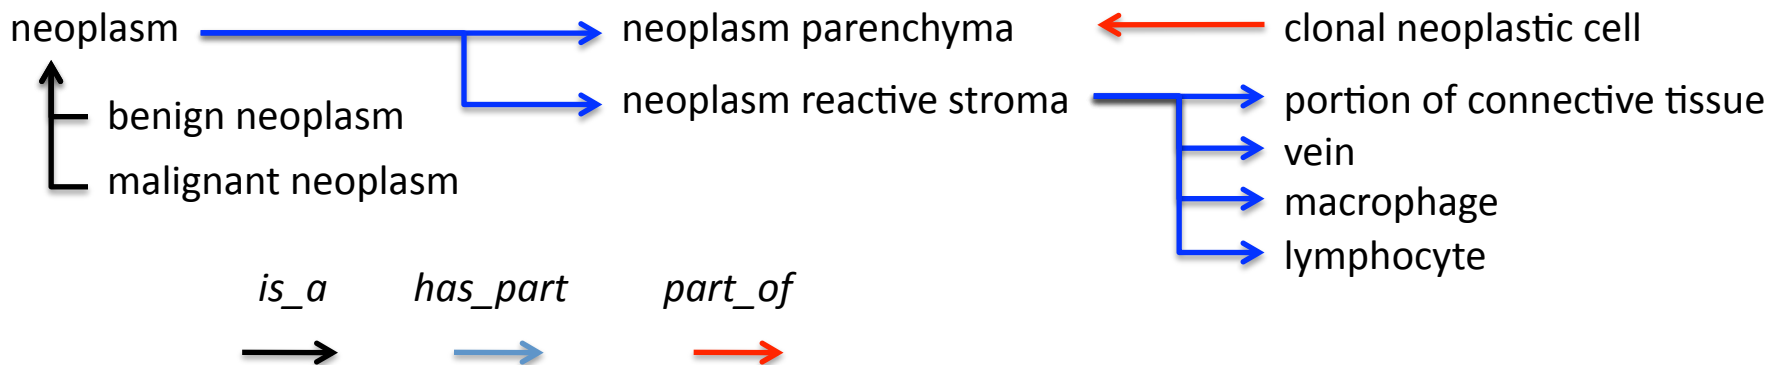 neoplasm neoplasm parenchyma clonal neoplastic cell
benign neoplasm neoplasm reactive stroma portion of connective tissue
vein
malignant neoplasm macrophage
lymphocyte
is_a has_part part_of